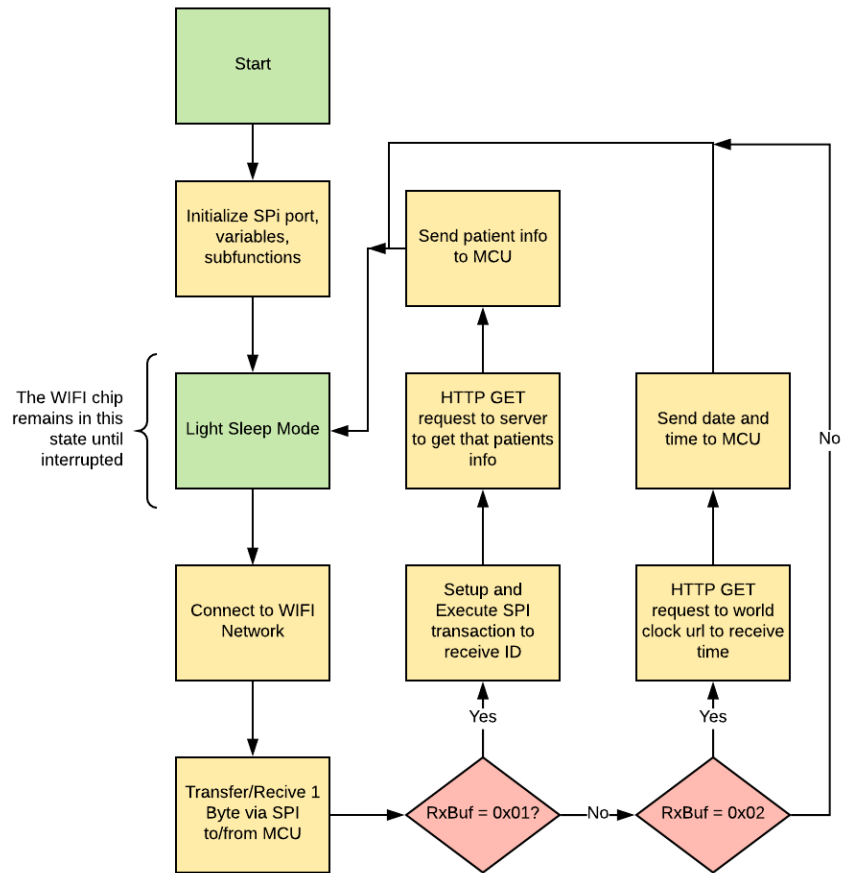 Start
Initialize SPi port,
variables,
subfunctions
Send patient info
to MCU
The WIFI chip
remains in this
state until
interrupted
Light Sleep Mode
HTTP GET
request to server
to get that patients
info
Send date and
time to MCU
No
Connect to WIFI
Network
Setup and
Execute SPI
transaction to
receive ID
HTTP GET
request to world
clock url to receive
time
Yes
Yes
Transfer/Recive 1
Byte via SPI
to/from MCU
RxBuf = 0x01?
No
RxBuf = 0x02